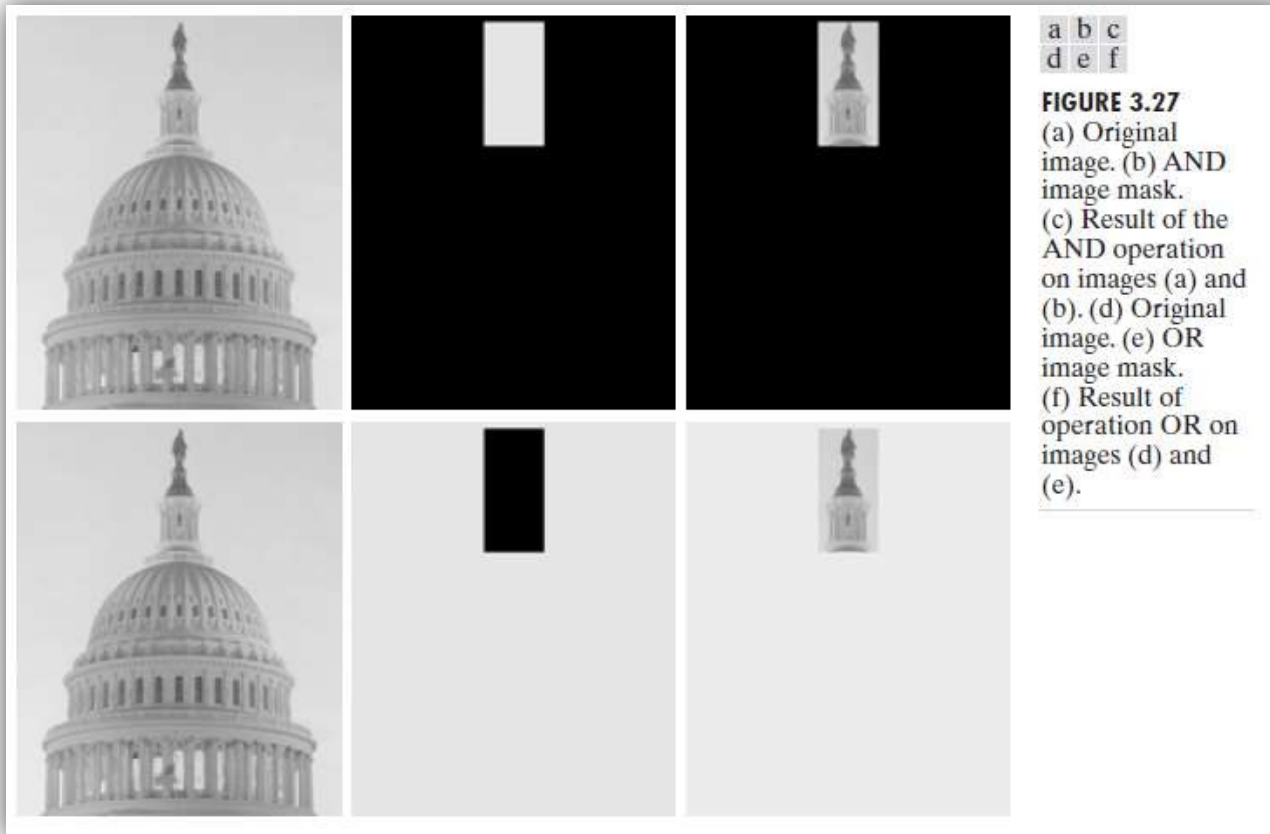 a b c
d e f
FIGURE 3.27
(a) Original
image. (b) AND
image mask.
(c) Result of the
AND operation
on images (a) and
(b). (d) Original
image. (e) OR
image mask.
(f) Result of
operation OR on
images (d) and
(e).